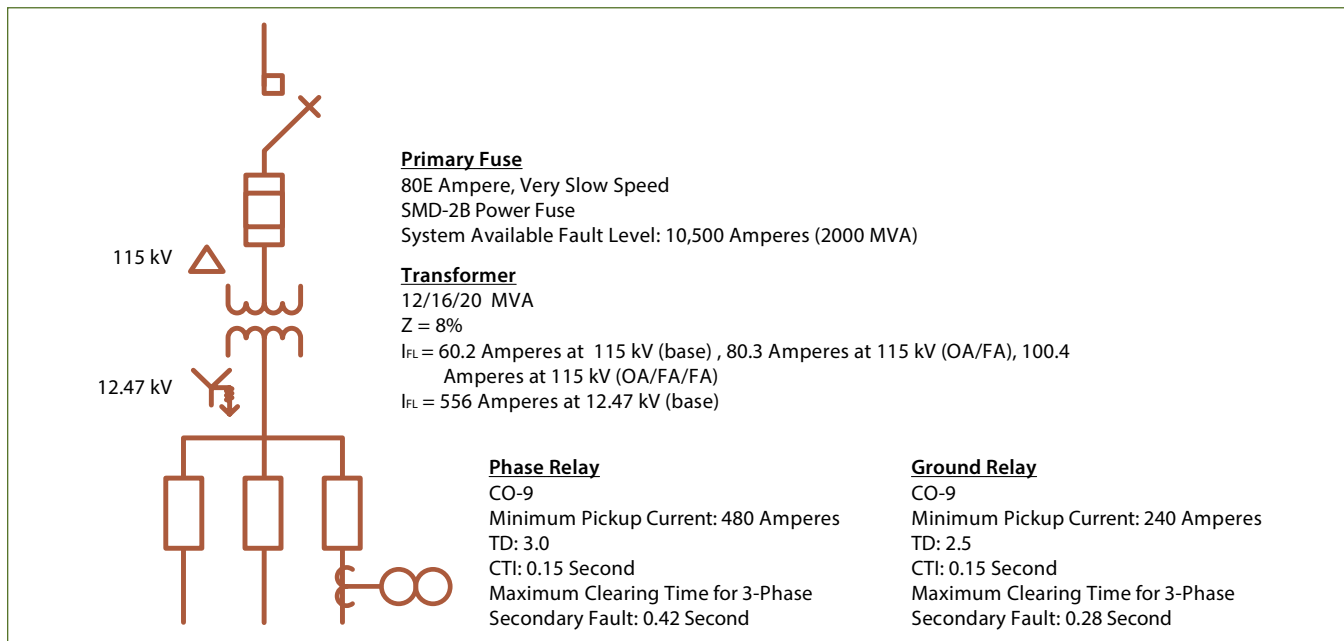 Primary Fuse
80E Ampere, Very Slow Speed
SMD-2B Power Fuse
System Available Fault Level: 10,500 Amperes (2000 MVA)
115 kV
Transformer
12/16/20 MVA
Z = 8%
IFL = 60.2 Amperes at 115 kV (base) , 80.3 Amperes at 115 kV (OA/FA), 100.4
Amperes at 115 kV (OA/FA/FA)
IFL = 556 Amperes at 12.47 kV (base)
12.47 kV
Phase Relay
CO-9
Minimum Pickup Current: 480 Amperes
TD: 3.0
CTI: 0.15 Second
Maximum Clearing Time for 3-Phase
Secondary Fault: 0.42 Second
Ground Relay
CO-9
Minimum Pickup Current: 240 Amperes
TD: 2.5
CTI: 0.15 Second
Maximum Clearing Time for 3-Phase
Secondary Fault: 0.28 Second